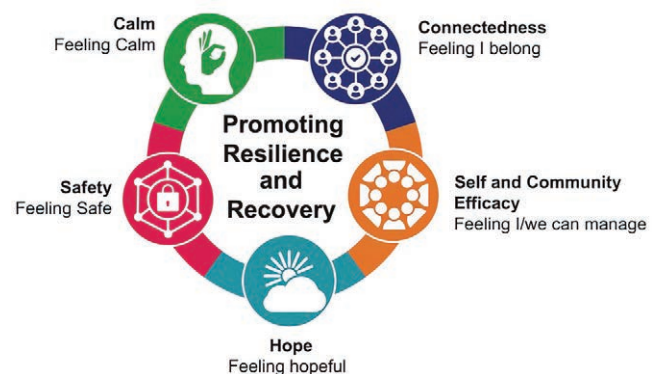 Calm
Feeling Calm
Connectedness
Feeling I belong
Promoting
Resilience
and
Recovery
Safety
Feeling Safe
Self and Community
Efficacy
Feeling I/we can manage
Hope
Feeling hopeful